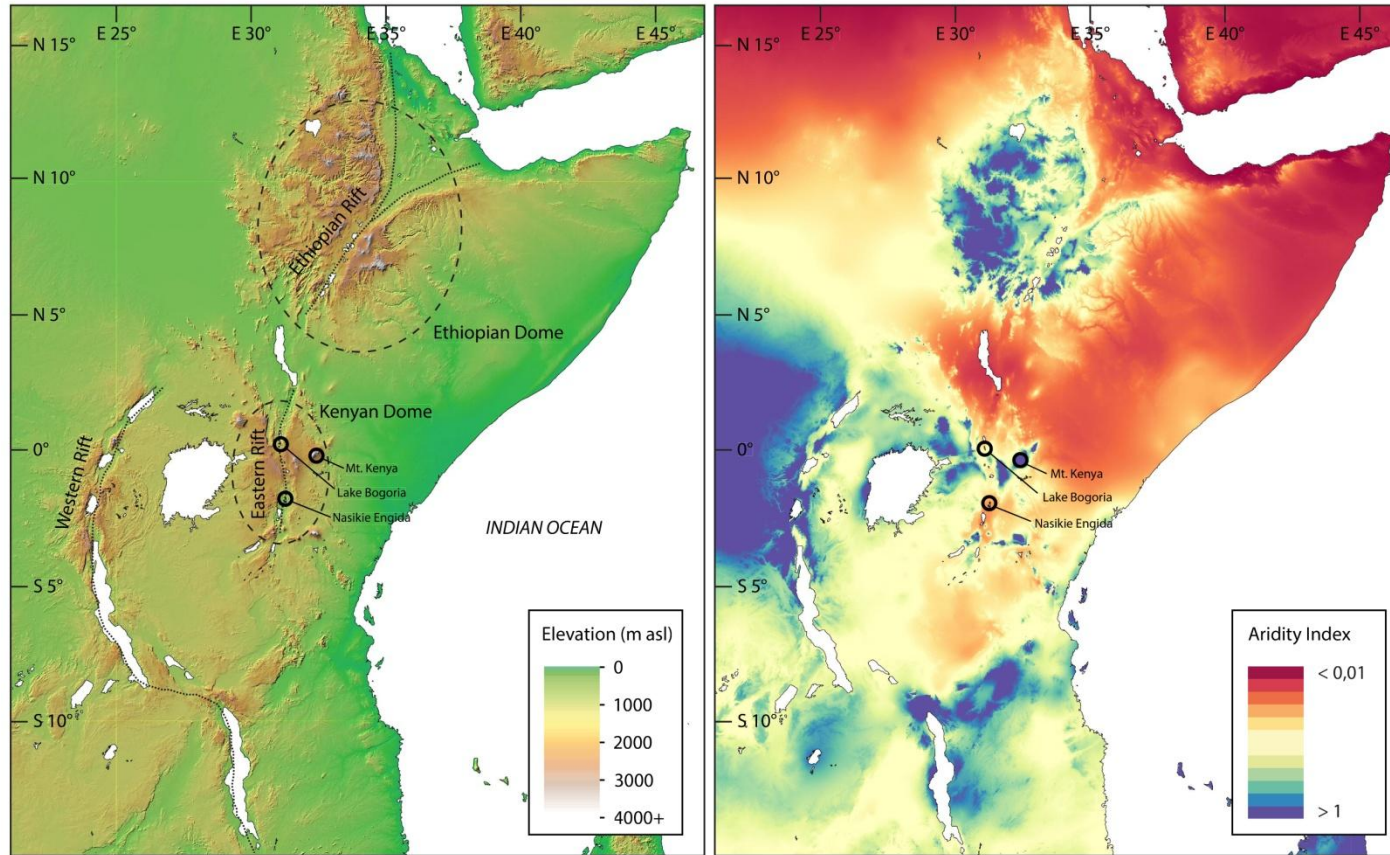 E 25°
E 30°
E 35°
E 40°
E 45°
N 15°
N 10°
N 5°
0°
S 5°
S 10°
Ethiopian Rift
Ethiopian Dome
Kenyan Dome
Western Rift
Eastern Rift
Mt. Kenya
Lake Bogoria
Nasikie Engida
INDIAN OCEAN
Elevation (m asl)
0
1000
2000
3000
4000+
E 25°
E 30°
E 35°
E 40°
E 45°
N 15°
N 10°
N 5°
0°
S 5°
S 10°
Mt. Kenya
Lake Bogoria
Nasikie Engida
Aridity Index
< 0,01
> 1